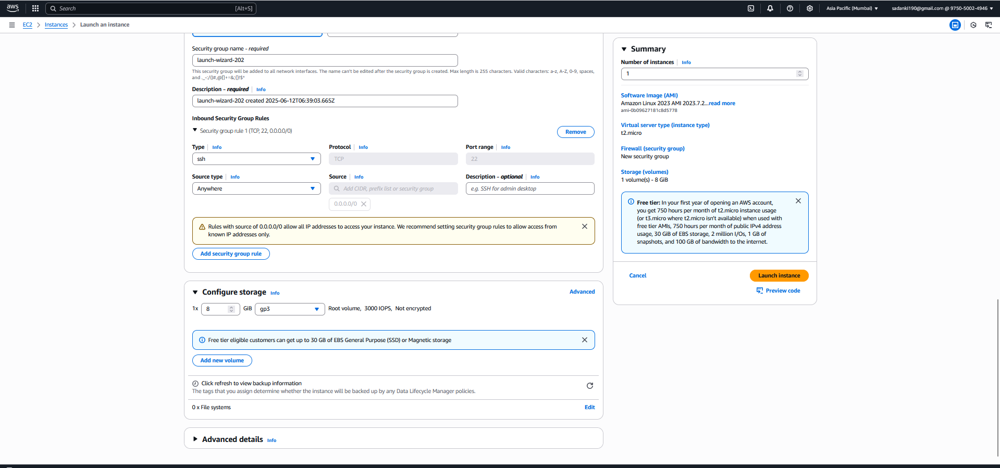 aws
Search
[Alt+S]
Asia Pacific (Mumbai)
sadanki190@gmail.com @ 9750-5002-4946
EC2
Instances
Launch an instance
Security group name - required
launch-wizard-202
This security group will be added to all network interfaces. The name can't be edited after the security group is created. Max length is 255 characters. Valid characters: a-z, A-Z, 0-9, spaces,
and ._-:/()#,@[]+=&;{}!$*
Description - required
Info
launch-wizard-202 created 2025-06-12T06:39:03.665Z
Inbound Security Group Rules
Security group rule 1 (TCP, 22, 0.0.0.0/0)
Remove
Type
Info
Protocol
Info
Port range
Info
ssh
TCP
22
Source type
Info
Source
Info
Description - optional
Info
Anywhere
Add CIDR, prefix list or security group
e.g. SSH for admin desktop
0.0.0.0/0
Rules with source of 0.0.0.0/0 allow all IP addresses to access your instance. We recommend setting security group rules to allow access from
known IP addresses only.
Add security group rule
Configure storage
Info
Advanced
1x
8
GiB
gp3
Root volume, 3000 IOPS, Not encrypted
Free tier eligible customers can get up to 30 GB of EBS General Purpose (SSD) or Magnetic storage
Add new volume
Click refresh to view backup information
The tags that you assign determine whether the instance will be backed up by any Data Lifecycle Manager policies.
0 x File systems
Edit
Advanced details
Info
Summary
Number of instances
Info
1
Software Image (AMI)
Amazon Linux 2023 AMI 2023.7.2...read more
ami-0b09627181c8d5778
Virtual server type (instance type)
t2.micro
Firewall (security group)
New security group
Storage (volumes)
1 volume(s) - 8 GiB
Free tier: In your first year of opening an AWS account,
you get 750 hours per month of t2.micro instance usage
(or t3.micro where t2.micro isn't available) when used with
free tier AMIs, 750 hours per month of public IPv4 address
usage, 30 GiB of EBS storage, 2 million I/Os, 1 GB of
snapshots, and 100 GB of bandwidth to the internet.
Cancel
Launch instance
Preview code